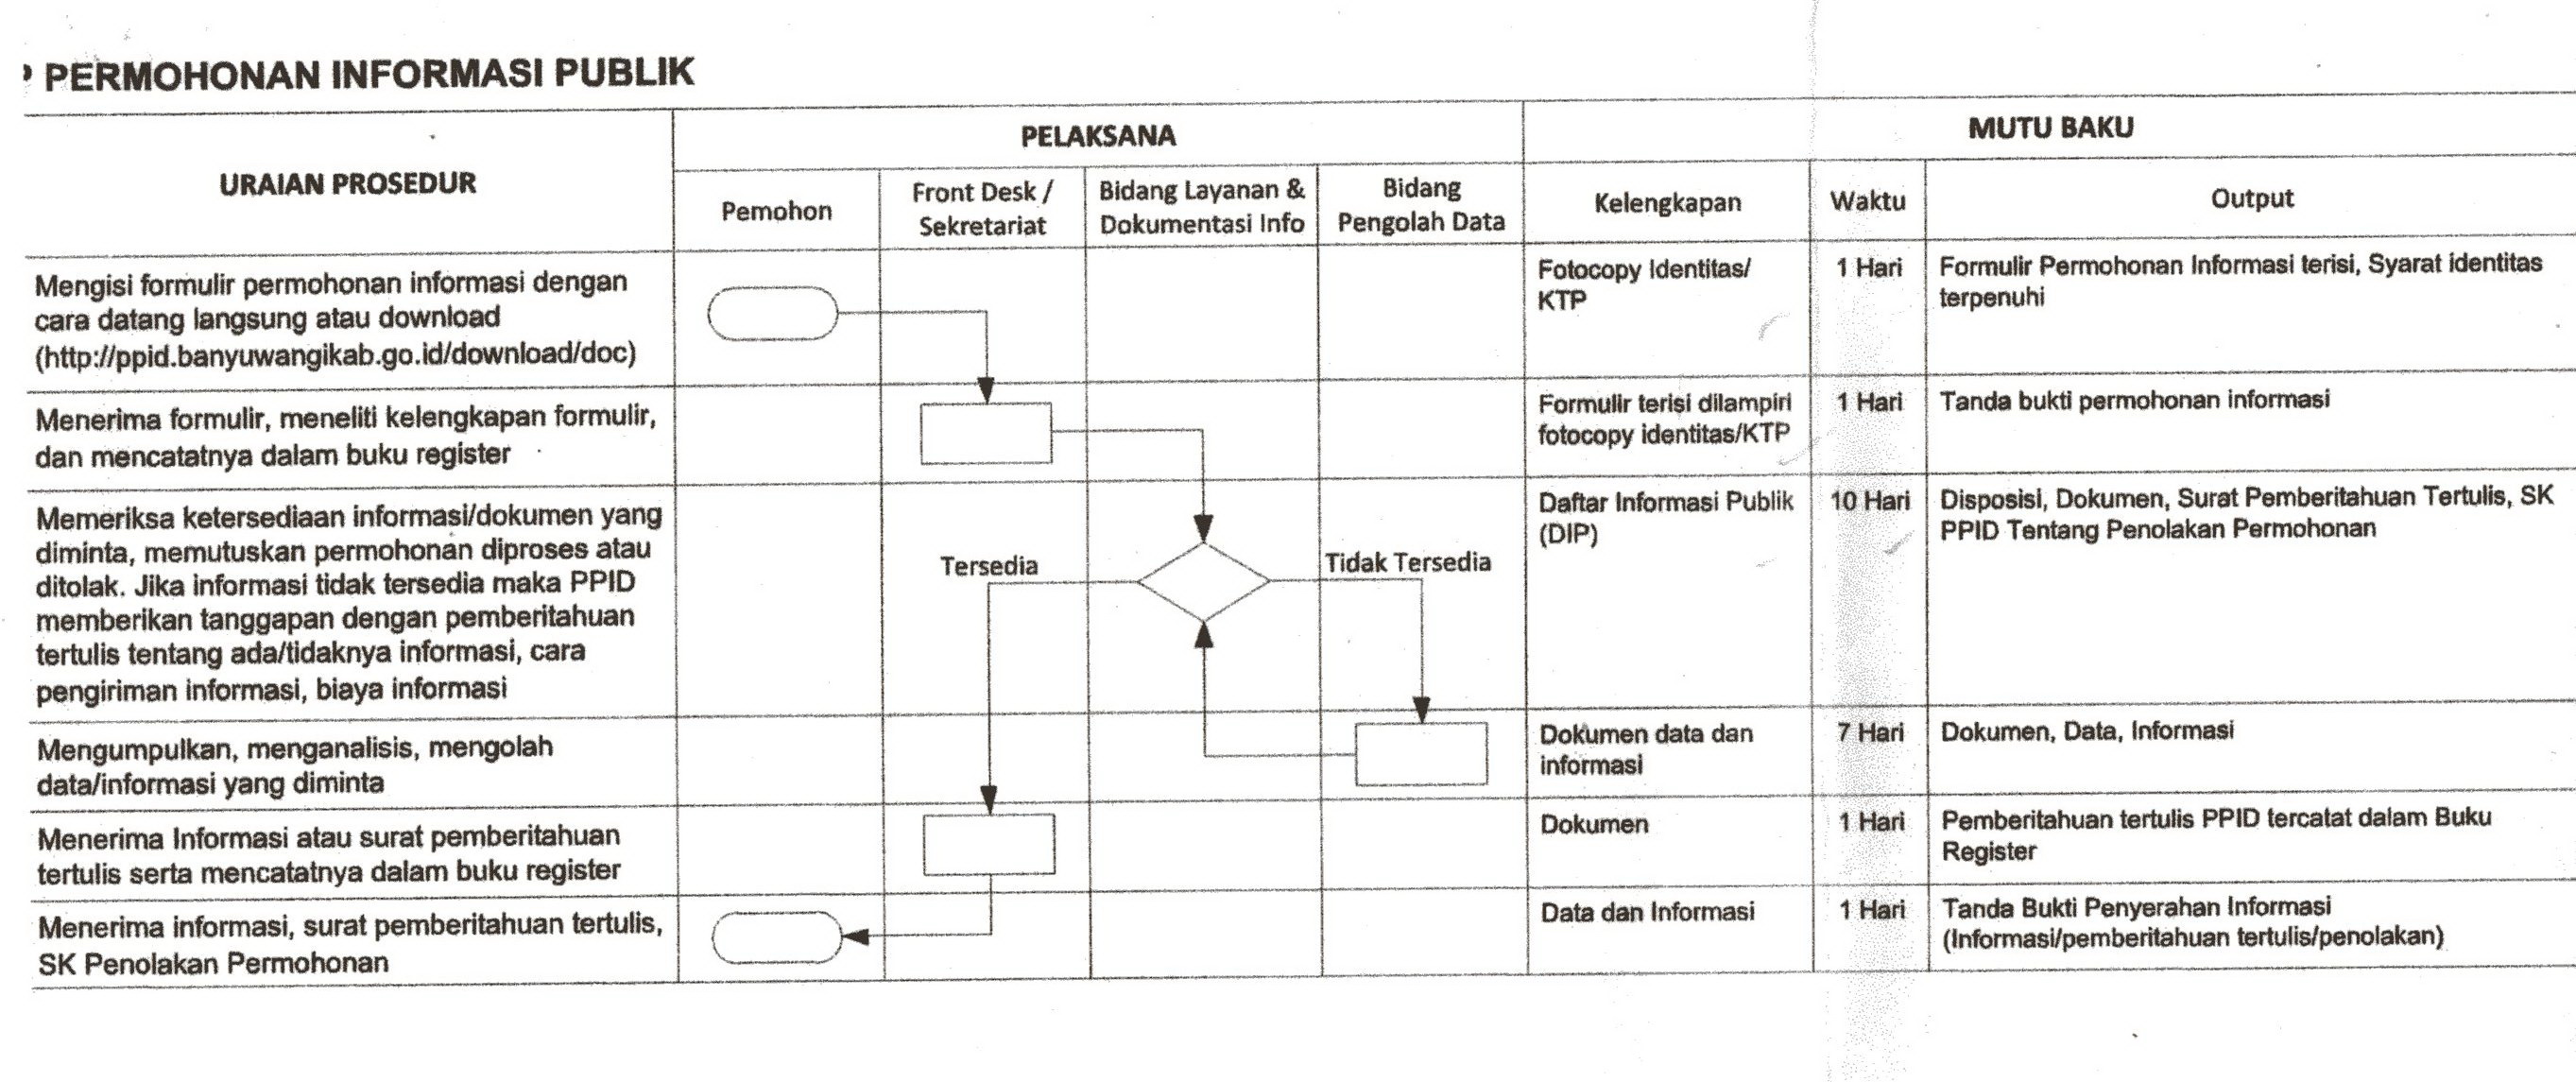 PERMOHONAN INFORMASI PUBLIK
URAIAN PROSEDUR
PELAKSANA
MUTU BAKU
Pemohon
Front Desk /
Sekretariat
Bidang Layanan &
Dokumentasi Info
Bidang
Pengolah Data
Kelengkapan
Waktu
Output
Mengisi formulir permohonan informasi dengan
cara datang langsung atau download
(http://ppid.banyuwangikab.go.id/download/doc)
Fotocopy Identitas/
KTP
1 Hari
Formulir Permohonan Informasi terisi, Syarat identitas
terpenuhi
Menerima formulir, meneliti kelengkapan formulir,
dan mencatatnya dalam buku register
Formulir terisi dilampiri
fotocopy identitas/KTP
1 Hari
Tanda bukti permohonan informasi
Memeriksa ketersediaan informasi/dokumen yang
diminta, memutuskan permohonan diproses atau
ditolak. Jika informasi tidak tersedia maka PPID
memberikan tanggapan dengan pemberitahuan
tertulis tentang ada/tidaknya informasi, cara
pengiriman informasi, biaya informasi
Tersedia
Tidak Tersedia
Daftar Informasi Publik
(DIP)
10 Hari
Disposisi, Dokumen, Surat Pemberitahuan Tertulis, SK
PPID Tentang Penolakan Permohonan
Mengumpulkan, menganalisis, mengolah
data/informasi yang diminta
Dokumen data dan
informasi
7 Hari
Dokumen, Data, Informasi
Menerima Informasi atau surat pemberitahuan
tertulis serta mencatatnya dalam buku register
Dokumen
1 Hari
Pemberitahuan tertulis PPID tercatat dalam Buku
Register
Menerima informasi, surat pemberitahuan tertulis,
SK Penolakan Permohonan
Data dan Informasi
1 Hari
Tanda Bukti Penyerahan Informasi
(Informasi/pemberitahuan tertulis/penolakan)